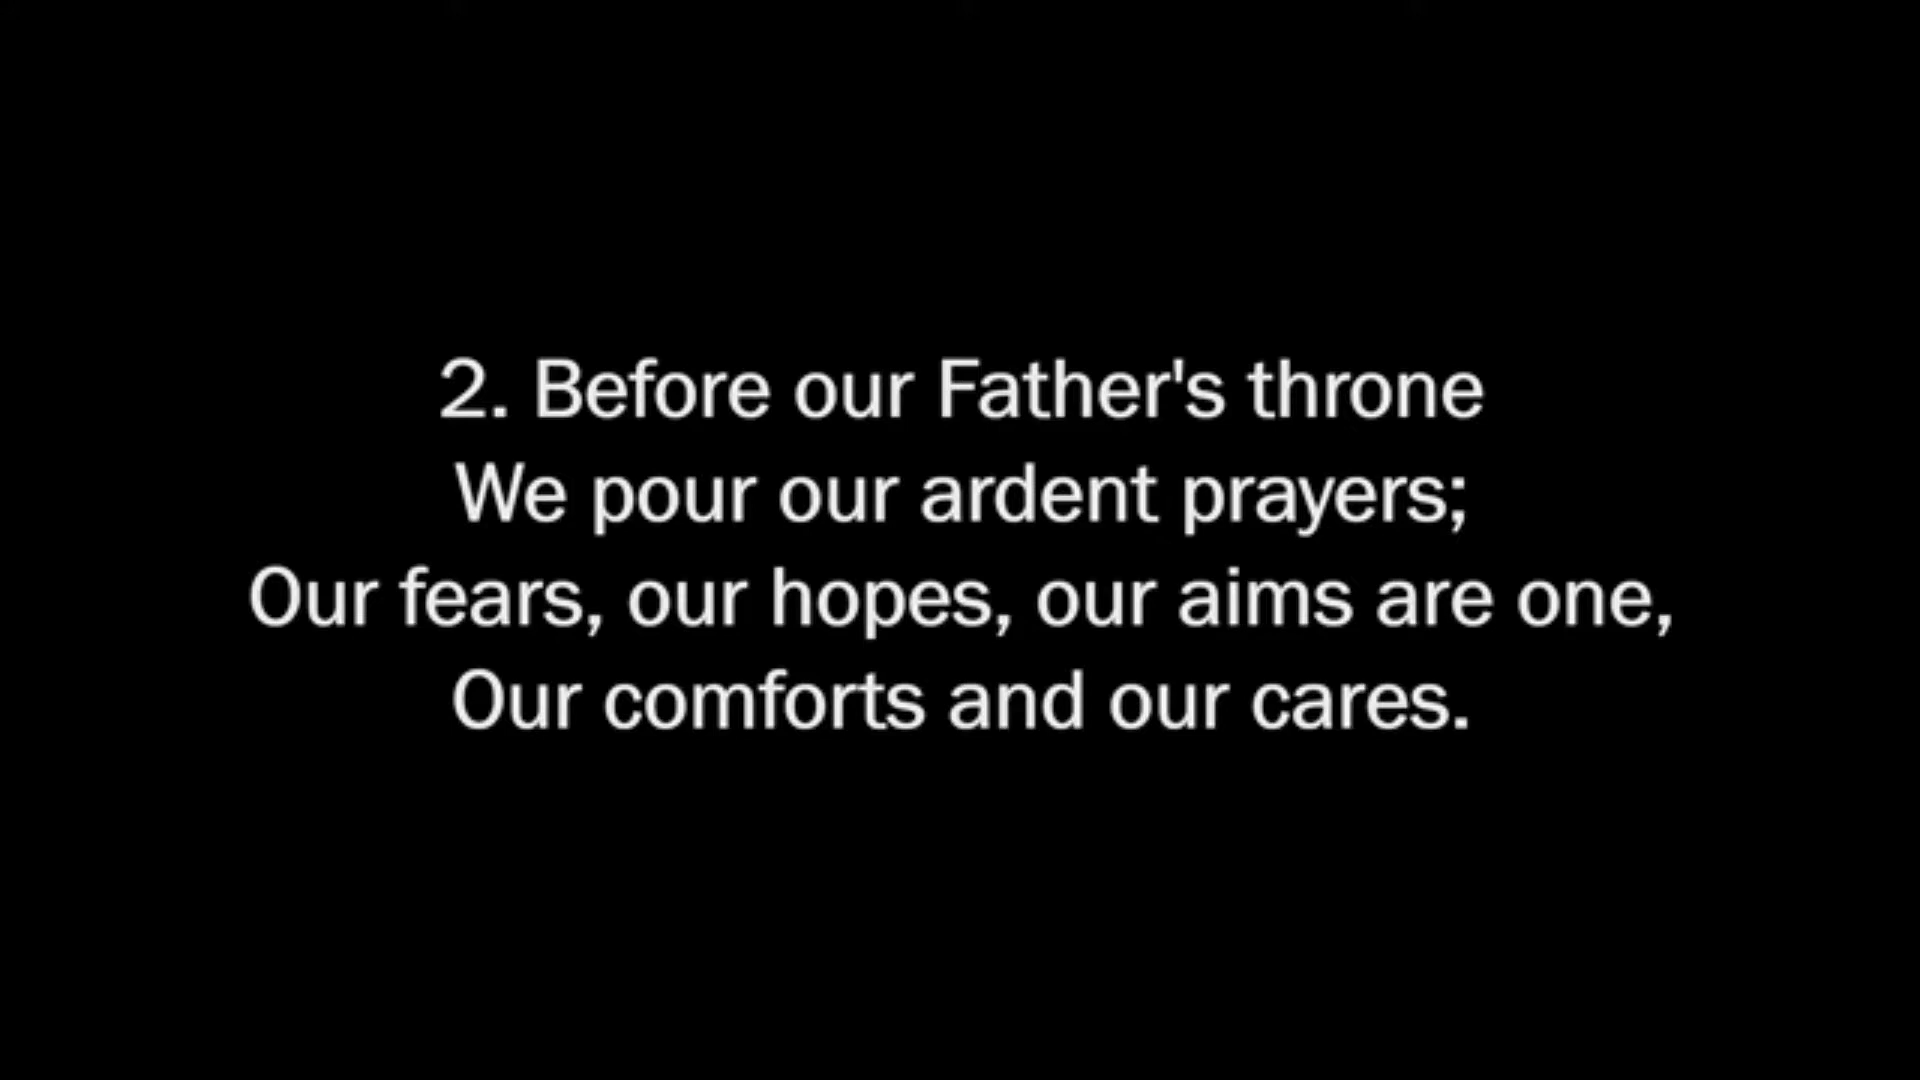 2. Before our Father's throne
We pour our ardent prayers;
Our fears, our hopes, our aims are one,
Our comforts and our cares.